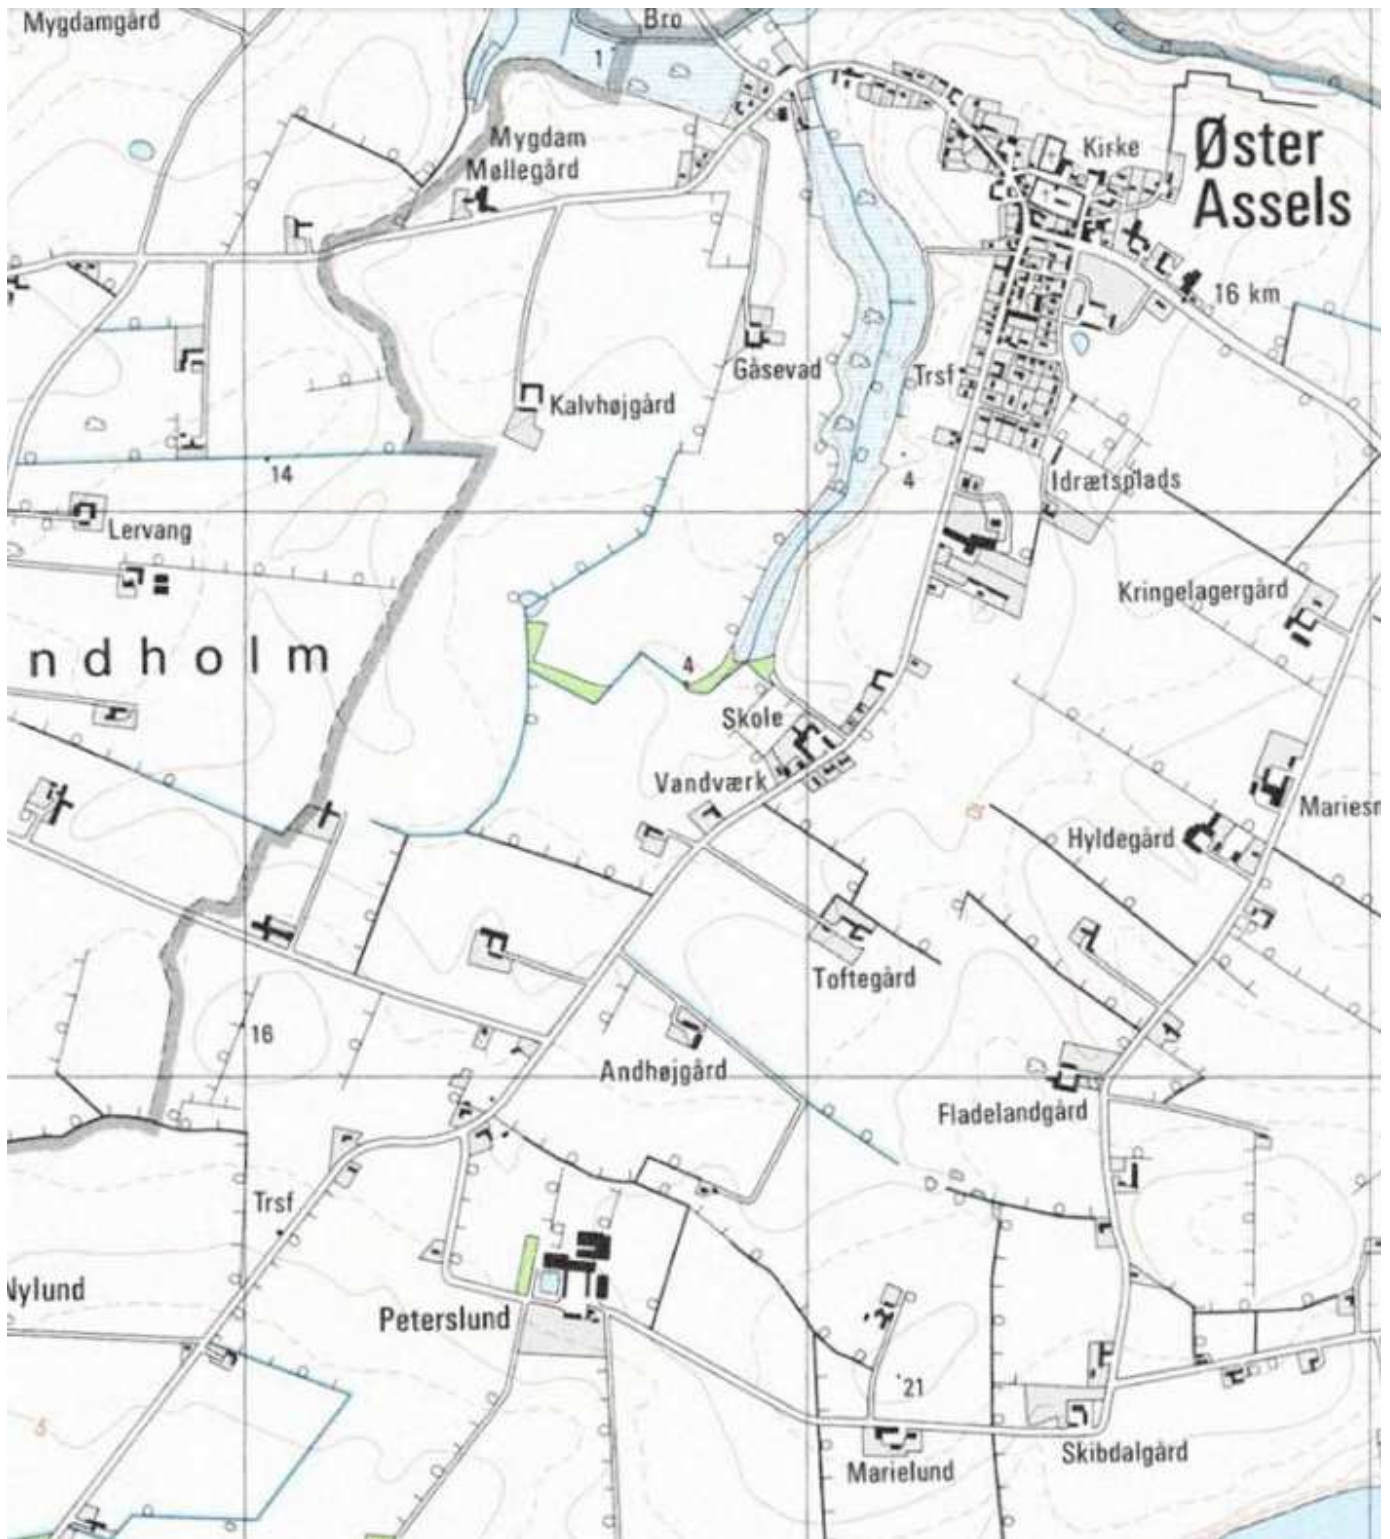 Mygdamgård
Bro
1
Mygdam
Møllegård
Kirke
Øster
Assels
16 km
Gåsevad
Trsf
Kalvhøjgård
14
4
Idrætsplads
Lervang
Kringelagergård
ndholm
4
Skole
Vandværk
Mariesm
Hyldegård
Toftegård
16
Andhøjgård
Fladelandgård
Trsf
Nylund
Peterslund
21
5
Marielund
Skibdalgård